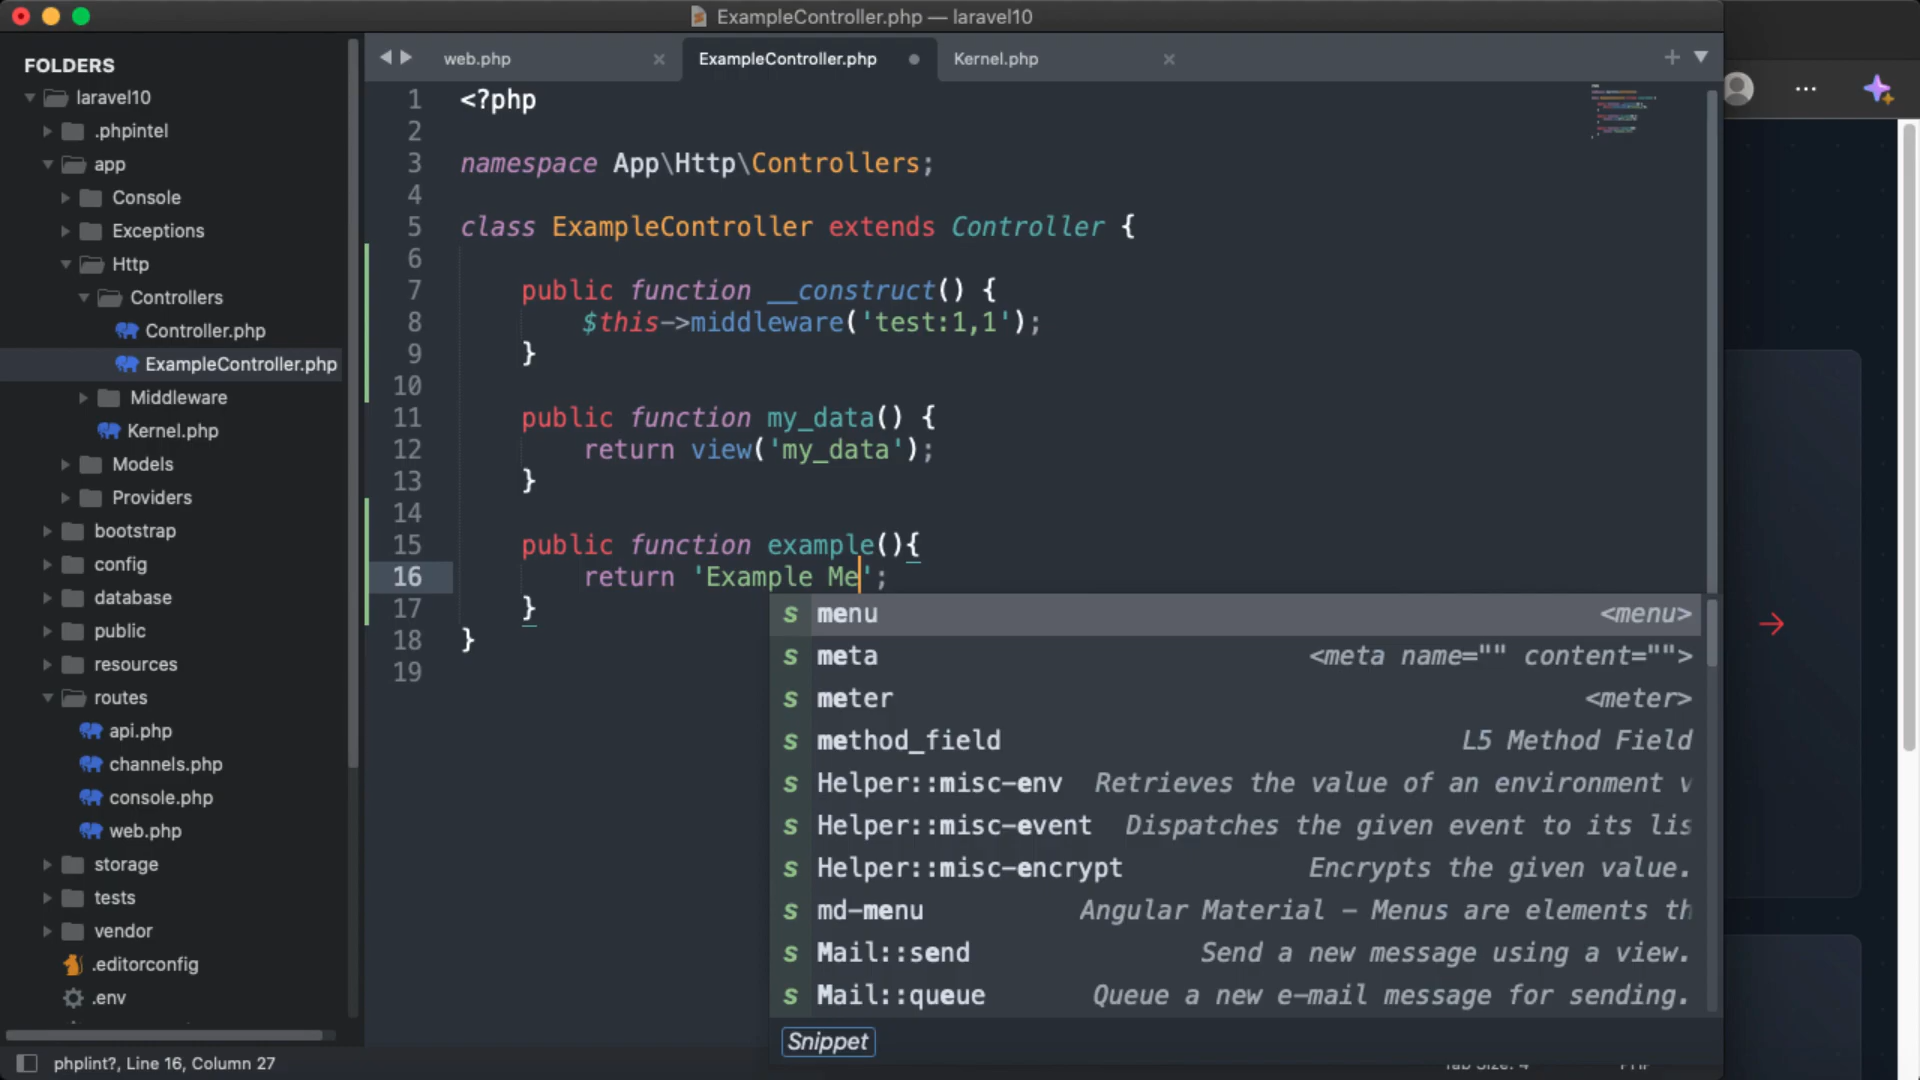 ExampleController.php — laravel10
FOLDERS
laravel10
.phpintel
app
Console
Exceptions
Http
Controllers
Controller.php
ExampleController.php
Middleware
Kernel.php
Models
Providers
bootstrap
config
database
public
resources
routes
api.php
channels.php
console.php
web.php
storage
tests
vendor
.editorconfig
.env
web.php
ExampleController.php
Kernel.php
1 <?php
2
3 namespace App\Http\Controllers;
4
5 class ExampleController extends Controller {
6
7 public function __construct() {
8 $this->middleware('test:1,1');
9 }
10
11 public function my_data() {
12 return view('my_data');
13 }
14
15 public function example(){
16 return 'Example Me';
17 }
18 }
19
s menu <menu>
s meta <meta name="" content="">
s meter <meter>
s method_field L5 Method Field
s Helper::misc-env Retrieves the value of an environment v
s Helper::misc-event Dispatches the given event to its lis
s Helper::misc-encrypt Encrypts the given value.
s md-menu Angular Material – Menus are elements th
s Mail::send Send a new message using a view.
s Mail::queue Queue a new e-mail message for sending.
Snippet
phplint?, Line 16, Column 27